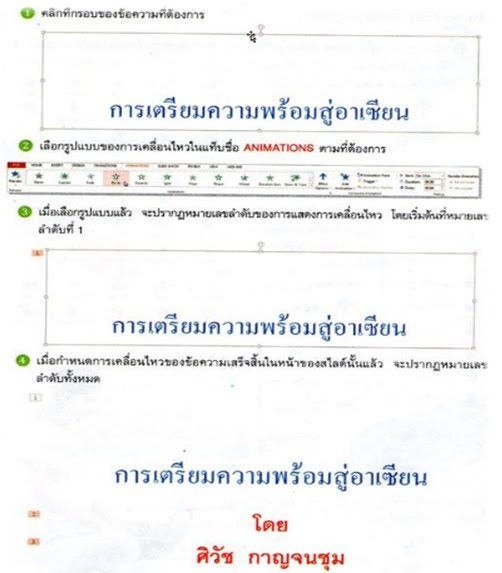 1 คลิกที่กรอบของข้อความที่ต้องการ
การเตรียมความพร้อมสู่อาเซียน
2 เลือกรูปแบบของการเคลื่อนไหวในแท็บชื่อ ANIMATIONS ตามที่ต้องการ
HOME INSERT DESIGN TRANSITIONS ANIMATIONS SLIDE SHOW REVIEW VIEW
3 เมื่อเลือกรูปแบบแล้ว จะปรากฏหมายเลขลำดับของการแสดงการเคลื่อนไหว โดยเริ่มต้นที่หมายเลข
ลำดับที่ 1
1
การเตรียมความพร้อมสู่อาเซียน
4 เมื่อกำหนดการเคลื่อนไหวของข้อความเสร็จสิ้นในหน้าของสไลด์นั้นแล้ว จะปรากฏหมายเลข
ลำดับทั้งหมด
1
การเตรียมความพร้อมสู่อาเซียน
2 โดย
3 ศิวัช กาญจนชุม